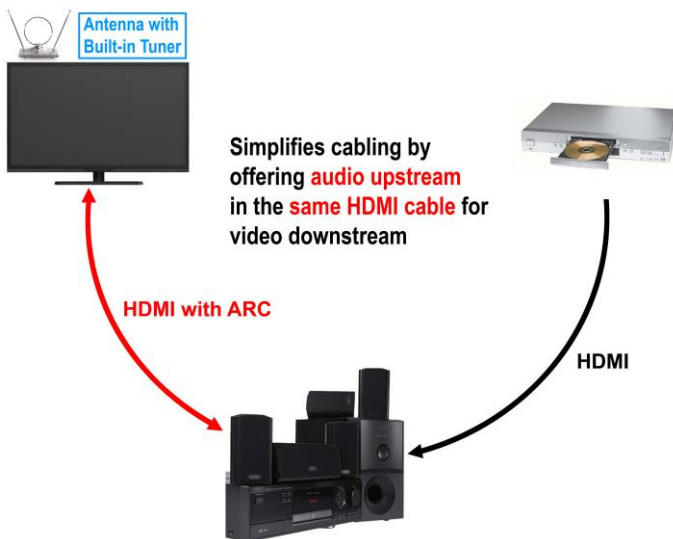 Antenna with
Built-in Tuner
Simplifies cabling by
offering audio upstream
in the same HDMI cable for
video downstream
HDMI with ARC
HDMI